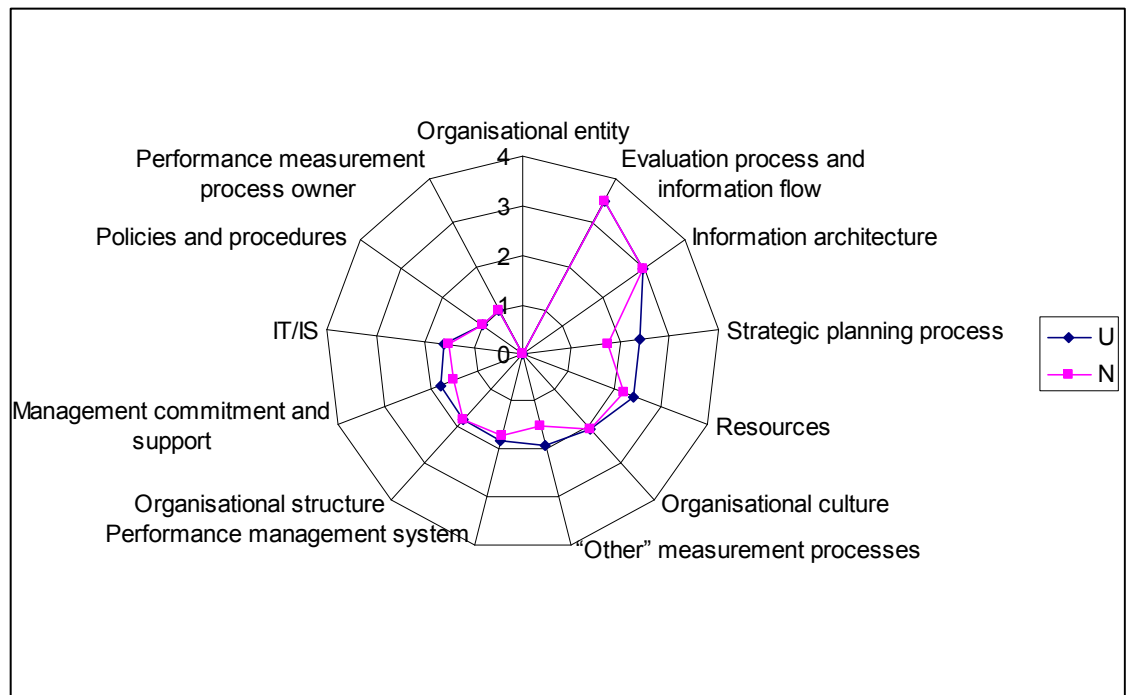 Organisational entity
Evaluation process and
information flow
Information architecture
Strategic planning process
Resources
Organisational culture
“Other” measurement processes
Performance management system
Organisational structure
Management commitment and
support
IT/IS
Policies and procedures
Performance measurement
process owner
4
3
2
1
0
U
N